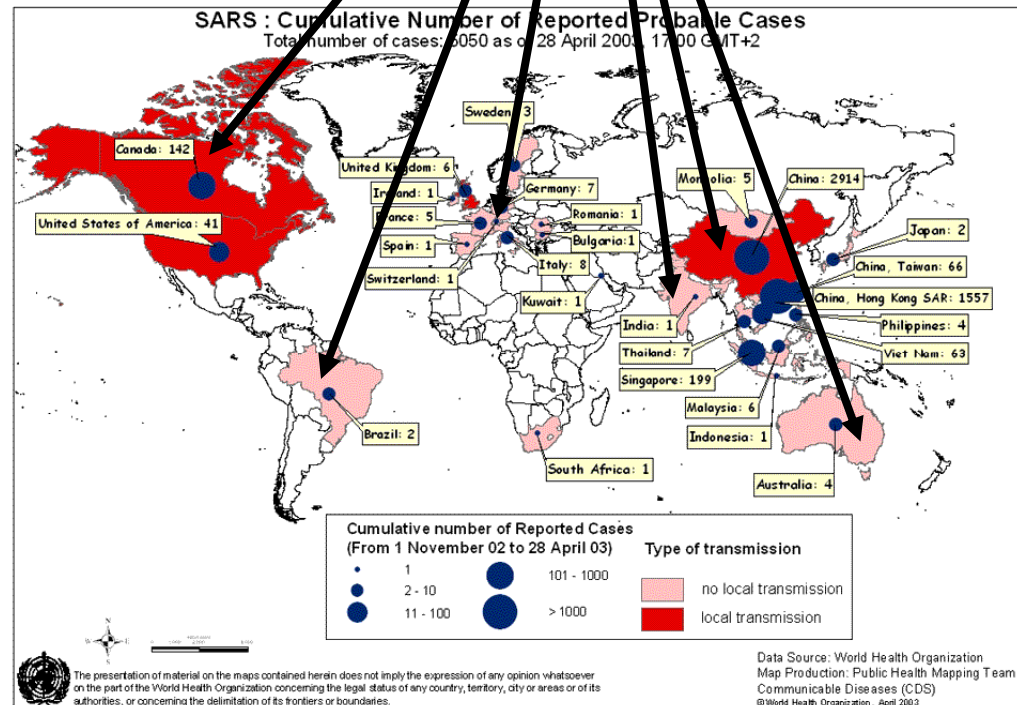 SARS : Cumulative Number of Reported Probable Cases
Total number of cases: 5050 as of 28 April 2003, 17:00 GMT+2
Sweden: 3
Canada: 142
United Kingdom: 6
Germany: 7
Mongolia: 5
China: 2914
Ireland: 1
United States of America: 41
France: 5
Romania: 1
Japan: 2
Spain: 1
Bulgaria:1
Italy: 8
China, Taiwan: 66
Switzerland: 1
Kuwait: 1
China, Hong Kong SAR: 1557
India: 1
Philippines: 4
Thailand: 7
Viet Nam: 63
Singapore: 199
Malaysia: 6
Brazil: 2
Indonesia: 1
South Africa: 1
Australia: 4
Cumulative number of Reported Cases
(From 1 November 02 to 28 April 03)
Type of transmission
1
101 - 1000
2 - 10
no local transmission
11 - 100
> 1000
local transmission
N
W
E
S
The presentation of material on the maps contained herein does not imply the expression of any opinion whatsoever
on the part of the World Health Organization concerning the legal status of any country, territory, city or areas or of its
authorities, or concerning the delimitation of its frontiers or boundaries.
Data Source: World Health Organization
Map Production: Public Health Mapping Team
Communicable Diseases (CDS)
©World Health Organization, April 2003